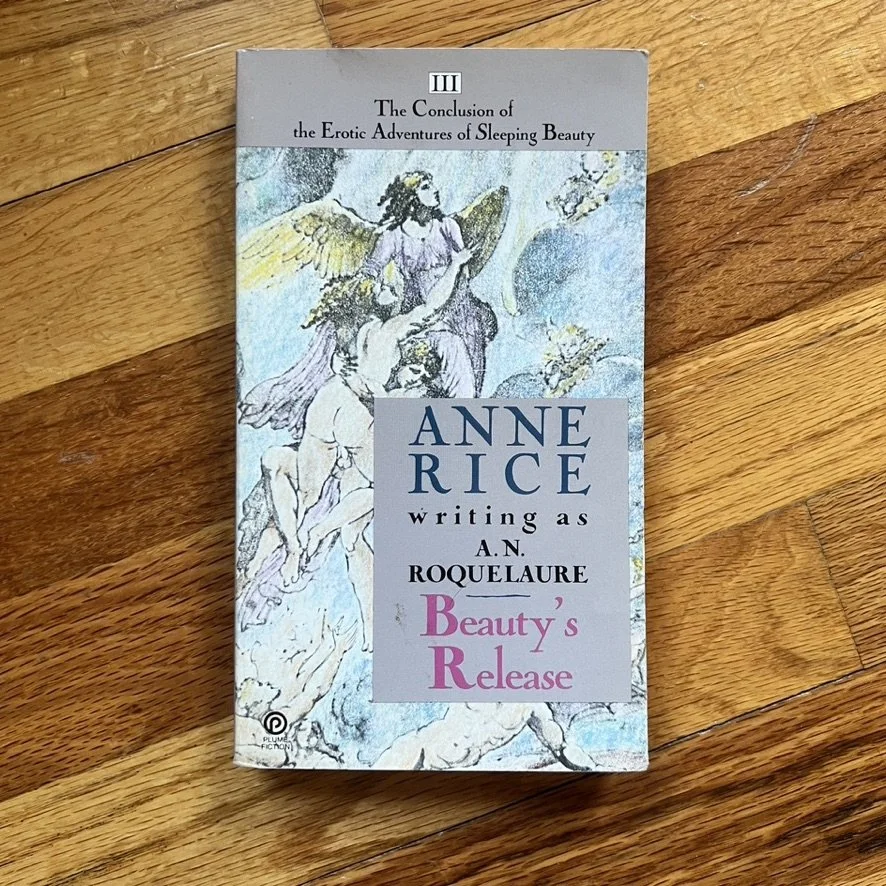 III
The Conclusion of
the Erotic Adventures of Sleeping Beauty
ANNE
RICE
writing as
A.N.
ROQUELAURE
Beauty's
Release
PLUME
FICTION